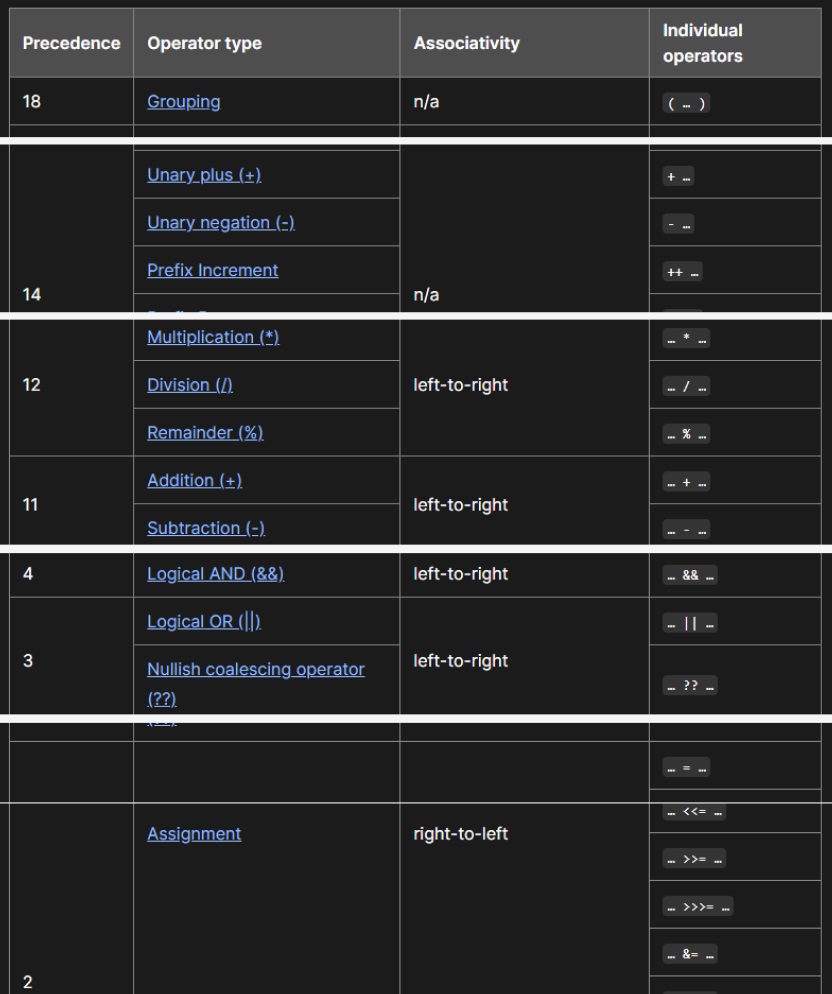 Precedence Operator type Associativity Individual operators
18 Grouping n/a ( … )
Unary plus (+) + …
Unary negation (-) - …
Prefix Increment ++ …
14 n/a
Multiplication (*) … * …
12 Division (/) left-to-right … / …
Remainder (%) … % …
11 Addition (+) left-to-right … + …
Subtraction (-) … - …
4 Logical AND (&&) left-to-right … && …
Logical OR (||) … || …
3 left-to-right
Nullish coalescing operator (??) … ?? …
… = …
… <<= …
Assignment right-to-left
… >>= …
… >>>= …
… &= …
2